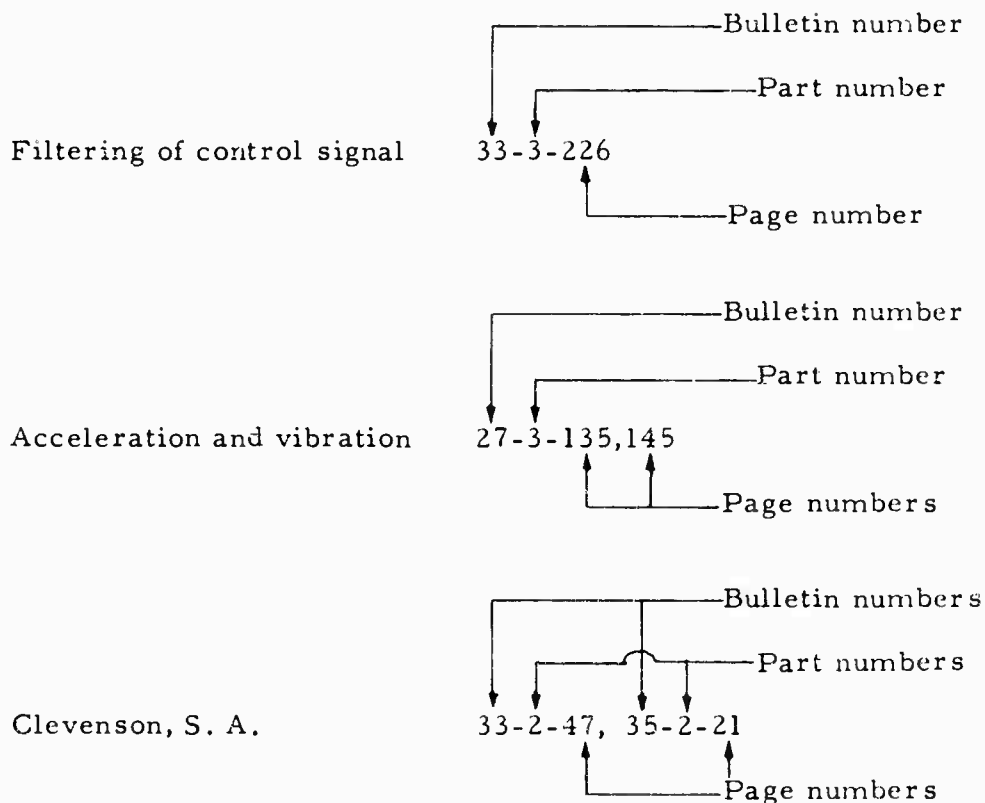 Bulletin number
Part number
Filtering of control signal 33-3-226
Page number
Bulletin number
Part number
Acceleration and vibration 27-3-135,145
Page numbers
Bulletin numbers
Part numbers
Clevenson, S. A. 33-2-47, 35-2-21
Page numbers